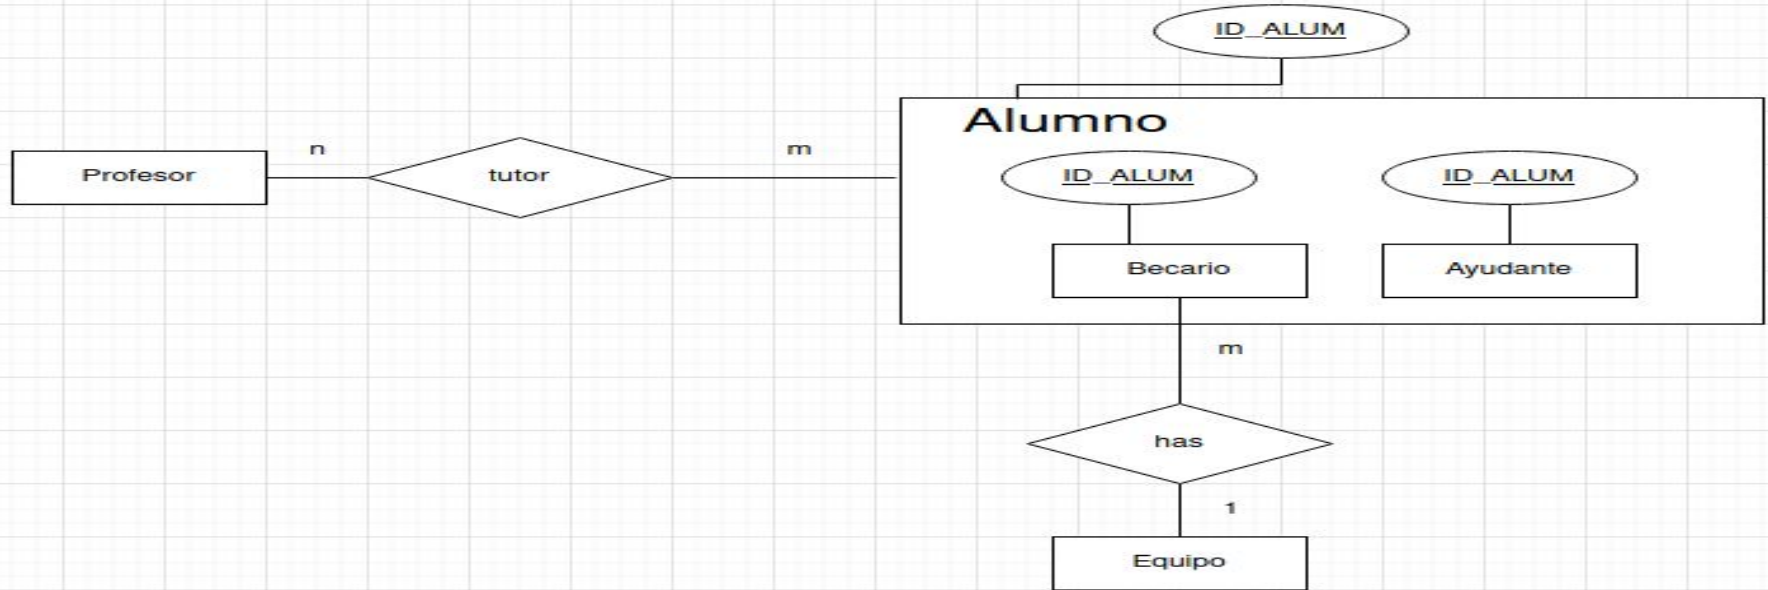 ID_ALUM
Alumno
n
m
Profesor
tutor
ID_ALUM
ID_ALUM
Becario
Ayudante
m
has
1
Equipo